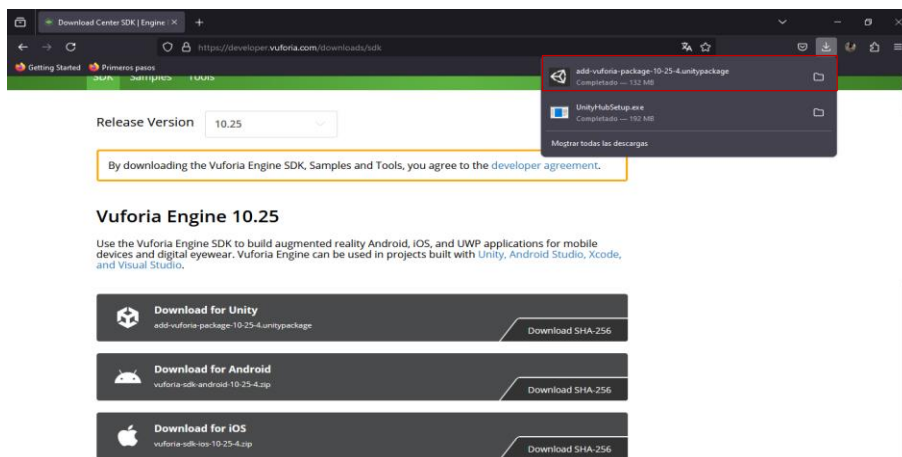 Download Center SDK | Engine
https://developer.vuforia.com/downloads/sdk
Getting Started
Primeros pasos
SDK Samples Tools
add-vuforia-package-10-25-4.unitypackage
Completado — 132 MB
UnityHubSetup.exe
Completado — 192 MB
Mostrar todas las descargas
Release Version 10.25
By downloading the Vuforia Engine SDK, Samples and Tools, you agree to the developer agreement.
Vuforia Engine 10.25
Use the Vuforia Engine SDK to build augmented reality Android, iOS, and UWP applications for mobile
devices and digital eyewear. Vuforia Engine can be used in projects built with Unity, Android Studio, Xcode,
and Visual Studio.
Download for Unity
add-vuforia-package-10-25-4.unitypackage
Download SHA-256
Download for Android
vuforia-sdk-android-10-25-4.zip
Download SHA-256
Download for iOS
vuforia-sdk-ios-10-25-4.zip
Download SHA-256